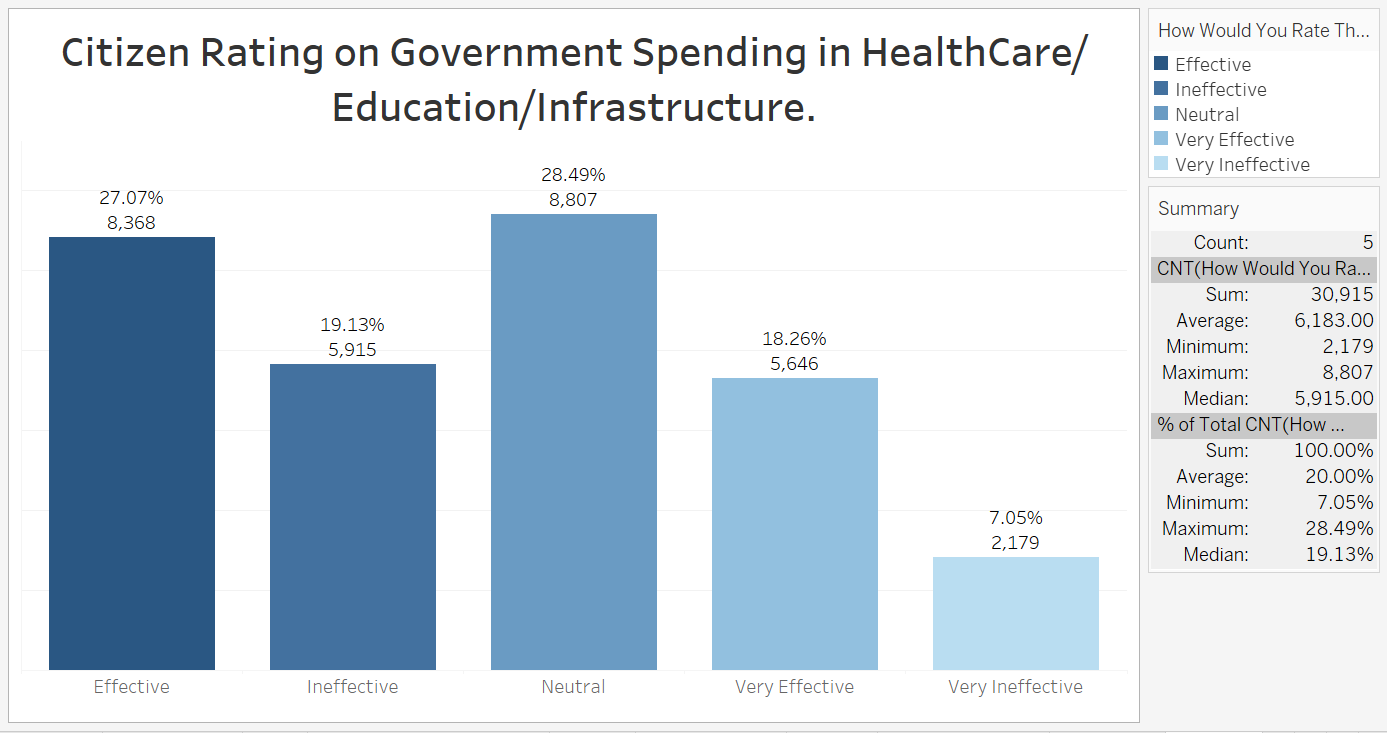 Citizen Rating on Government Spending in HealthCare/
Education/Infrastructure.
27.07%
8,368
19.13%
5,915
28.49%
8,807
18.26%
5,646
7.05%
2,179
Effective
Ineffective
Neutral
Very Effective
Very Ineffective
How Would You Rate Th...
Effective
Ineffective
Neutral
Very Effective
Very Ineffective
Summary
Count: 5
CNT(How Would You Ra...
Sum: 30,915
Average: 6,183.00
Minimum: 2,179
Maximum: 8,807
Median: 5,915.00
% of Total CNT(How ...
Sum: 100.00%
Average: 20.00%
Minimum: 7.05%
Maximum: 28.49%
Median: 19.13%